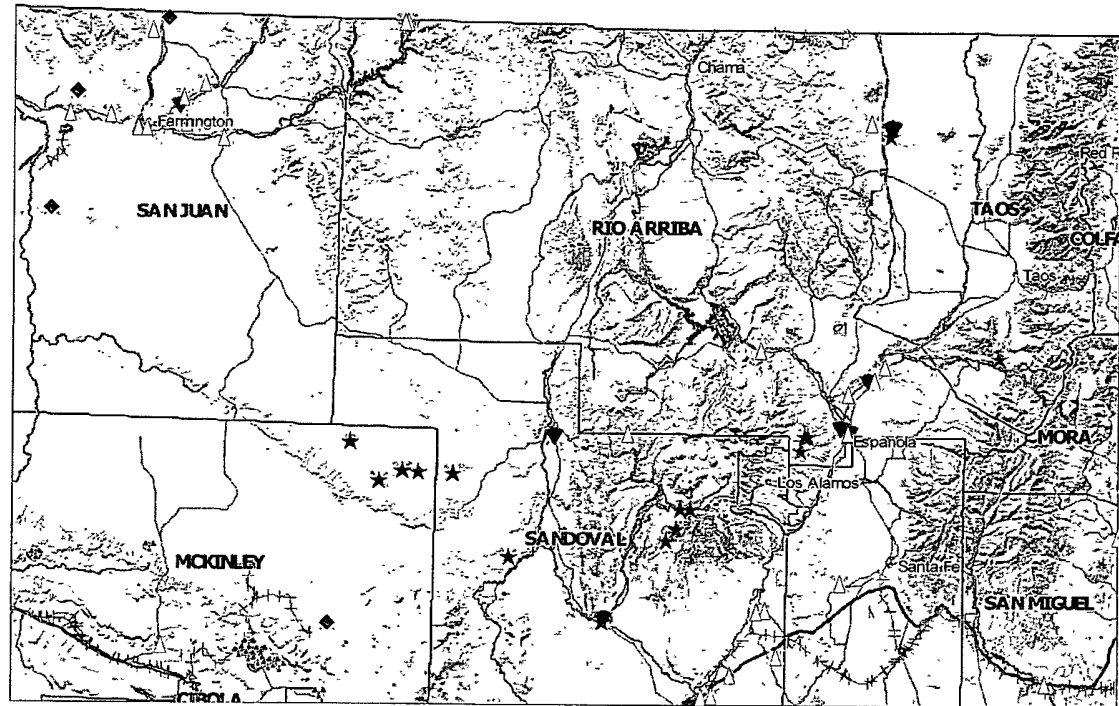 Chama
Farmington
SAN JUAN
RIO ARRIBA
TAOS
COLF
Taos
MORA
Española
Los Alamos
SANDOVAL
MCKINLEY
Santa Fe
SAN MIGUEL
CIBOLA